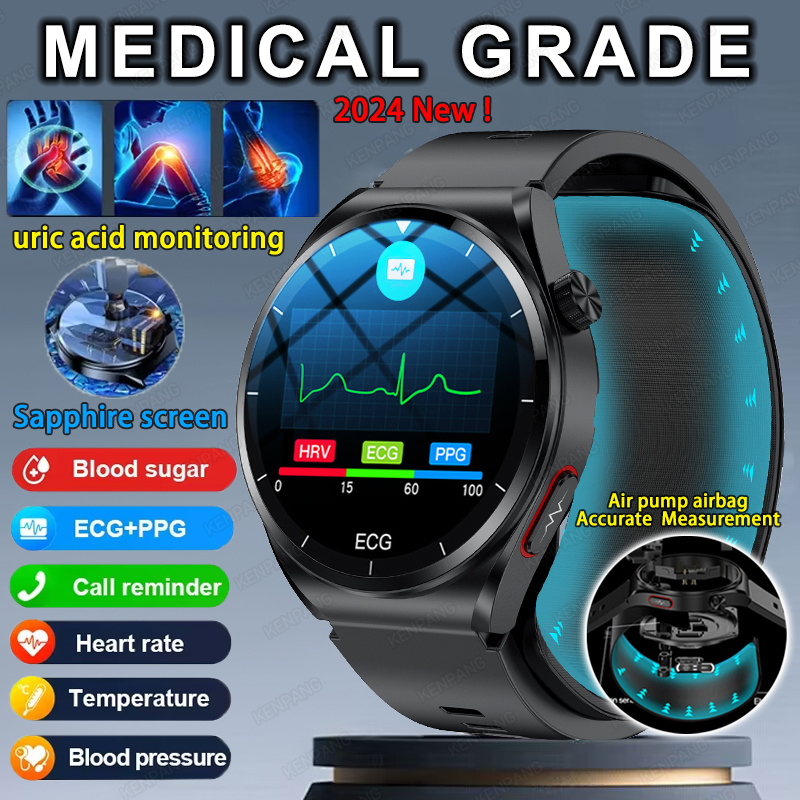 MEDICAL GRADE
2024 New !
uric acid monitoring
Sapphire screen
Blood sugar
ECG+PPG
Call reminder
Heart rate
Temperature
Blood pressure
HRV ECG PPG
0 15 60 100
ECG
Air pump airbag
Accurate Measurement
KENPANG